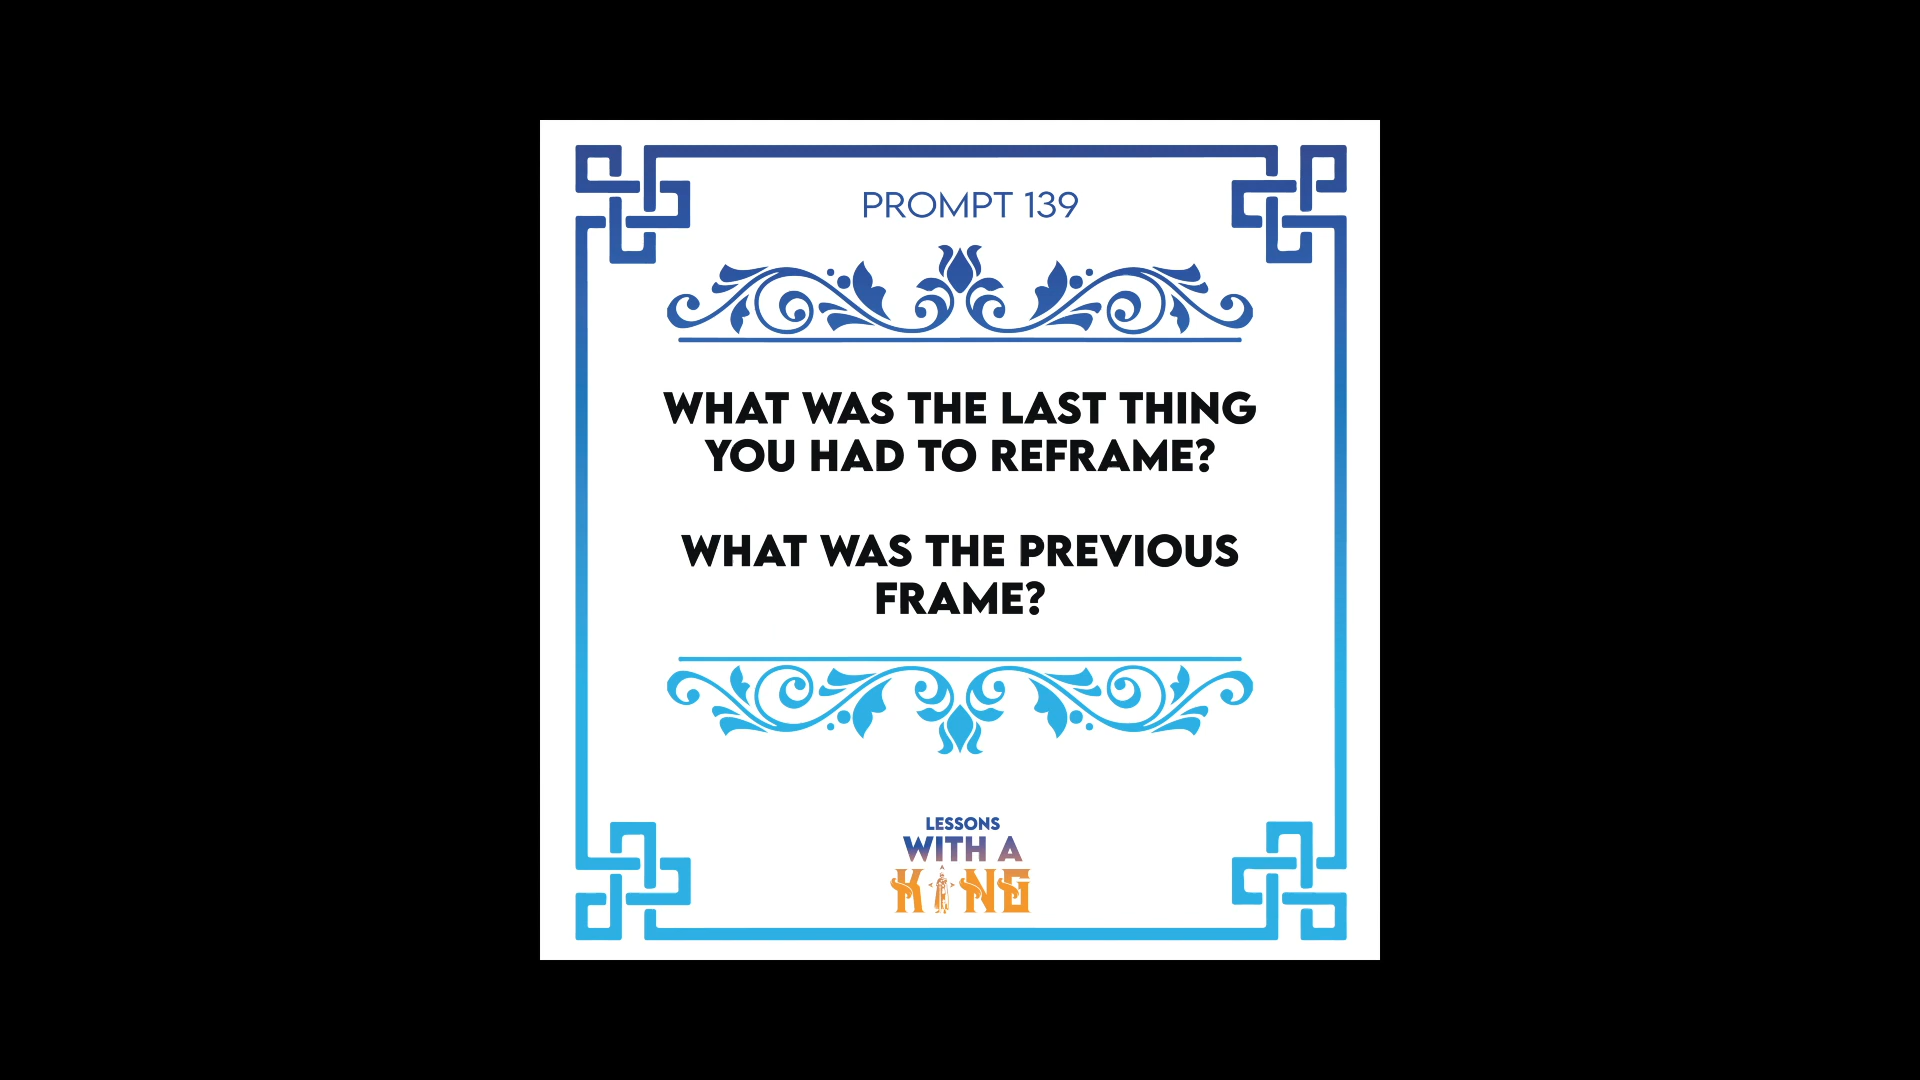 PROMPT 139
WHAT WAS THE LAST THING
YOU HAD TO REFRAME?
WHAT WAS THE PREVIOUS
FRAME?
LESSONS
WITH A
KING